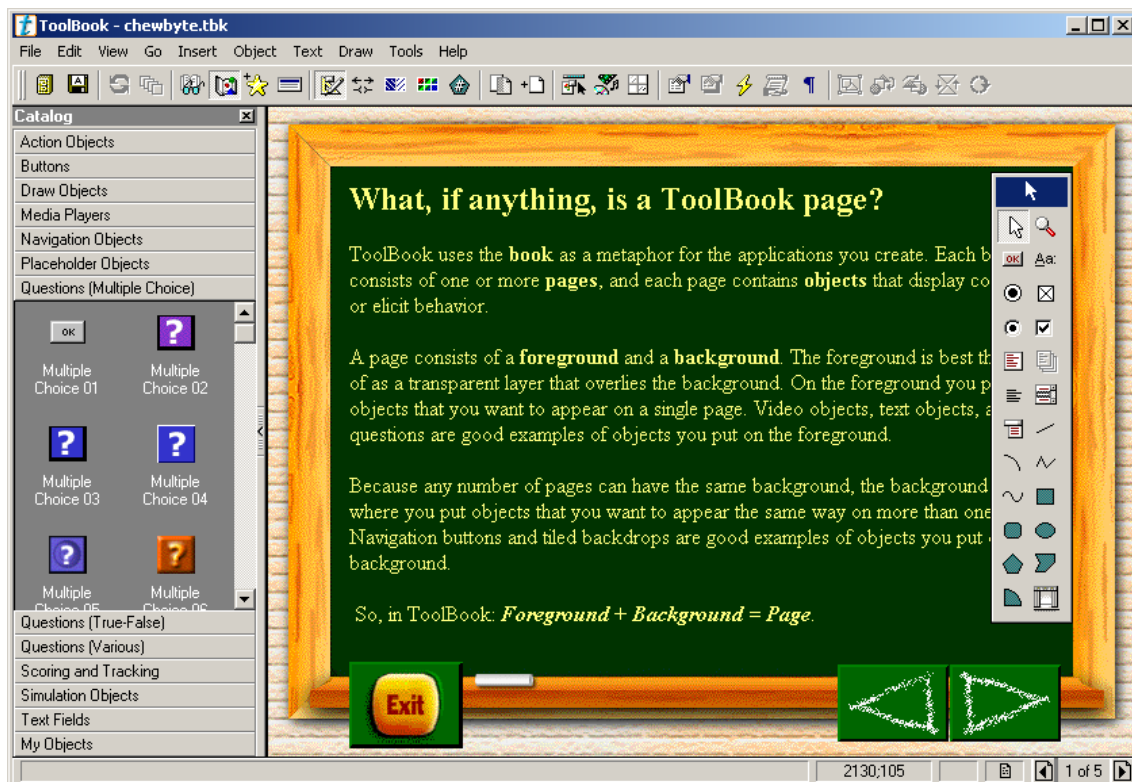 ToolBook - chewbyte.tbk
File Edit View Go Insert Object Text Draw Tools Help
Catalog
Action Objects
Buttons
Draw Objects
Media Players
Navigation Objects
Placeholder Objects
Questions (Multiple Choice)
OK
Multiple Choice 01
Multiple Choice 02
Multiple Choice 03
Multiple Choice 04
Multiple Choice 05
Multiple Choice 06
Questions (True-False)
Questions (Various)
Scoring and Tracking
Simulation Objects
Text Fields
My Objects
What, if anything, is a ToolBook page?
ToolBook uses the book as a metaphor for the applications you create. Each b
consists of one or more pages, and each page contains objects that display co
or elicit behavior.
A page consists of a foreground and a background. The foreground is best th
of as a transparent layer that overlies the background. On the foreground you p
objects that you want to appear on a single page. Video objects, text objects, a
questions are good examples of objects you put on the foreground.
Because any number of pages can have the same background, the background
where you put objects that you want to appear the same way on more than one
Navigation buttons and tiled backdrops are good examples of objects you put
background.
So, in ToolBook: Foreground + Background = Page.
OK Aa:
Exit
2130;105
1 of 5